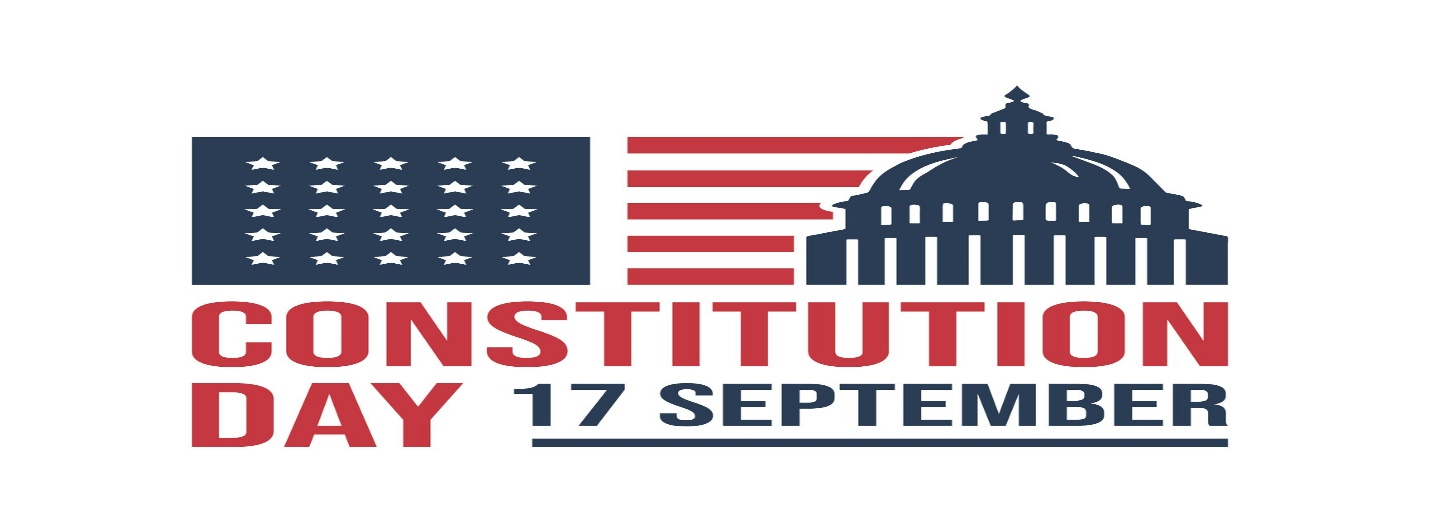 CONSTITUTION
DAY 17 SEPTEMBER